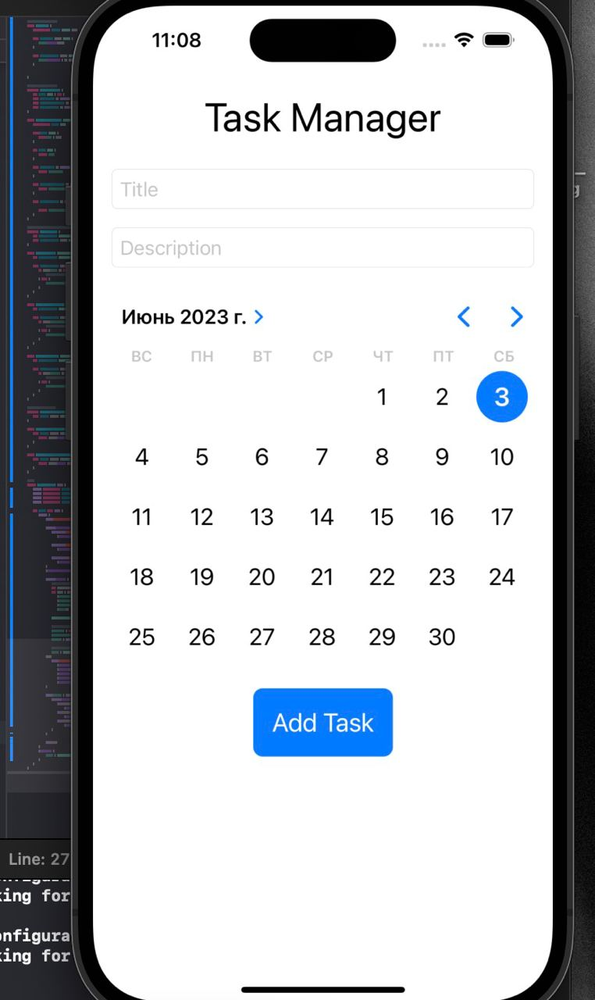 11:08
Task Manager
Title
Description
Июнь 2023 г.
ВС ПН ВТ СР ЧТ ПТ СБ
1 2 3
4 5 6 7 8 9 10
11 12 13 14 15 16 17
18 19 20 21 22 23 24
25 26 27 28 29 30
Add Task
Line: 27
king for
onfigura
king for